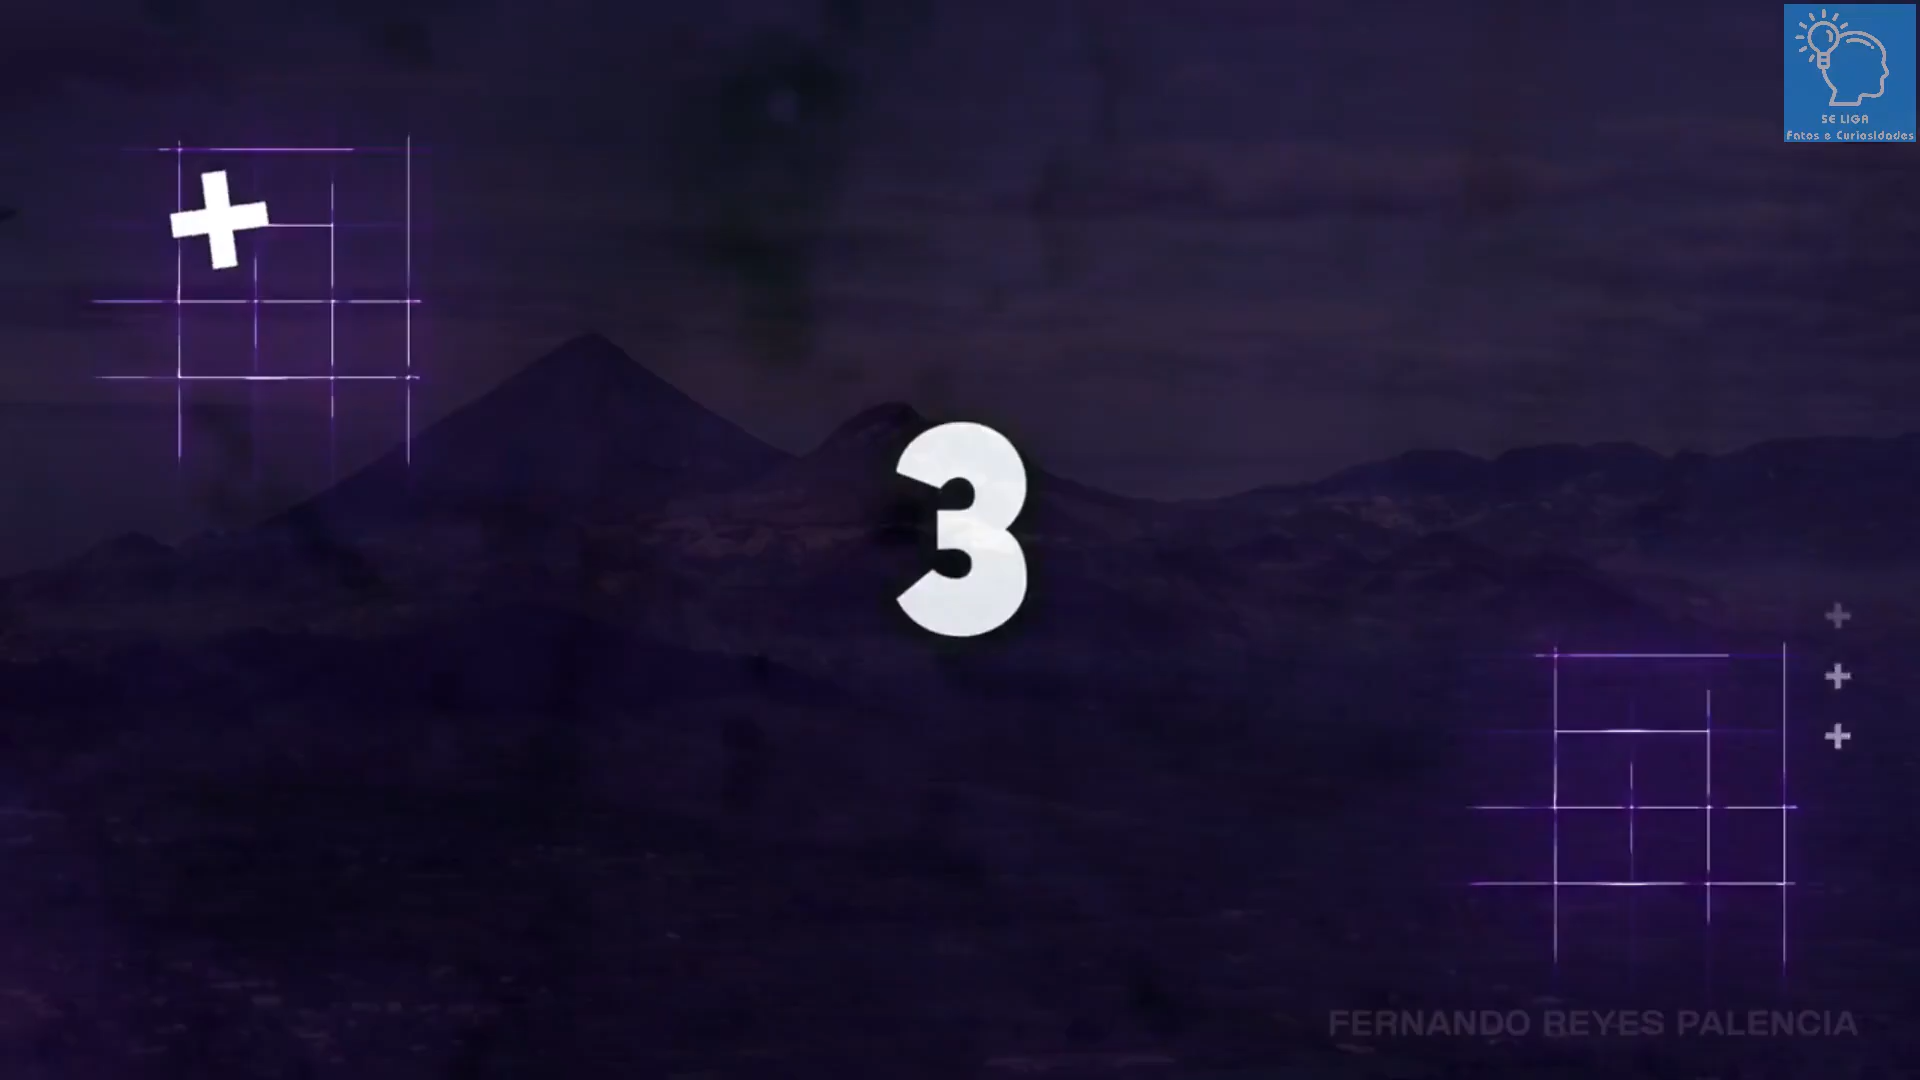 SE LIGA
Fatos e Curiosidades
3
FERNANDO REYES PALENCIA